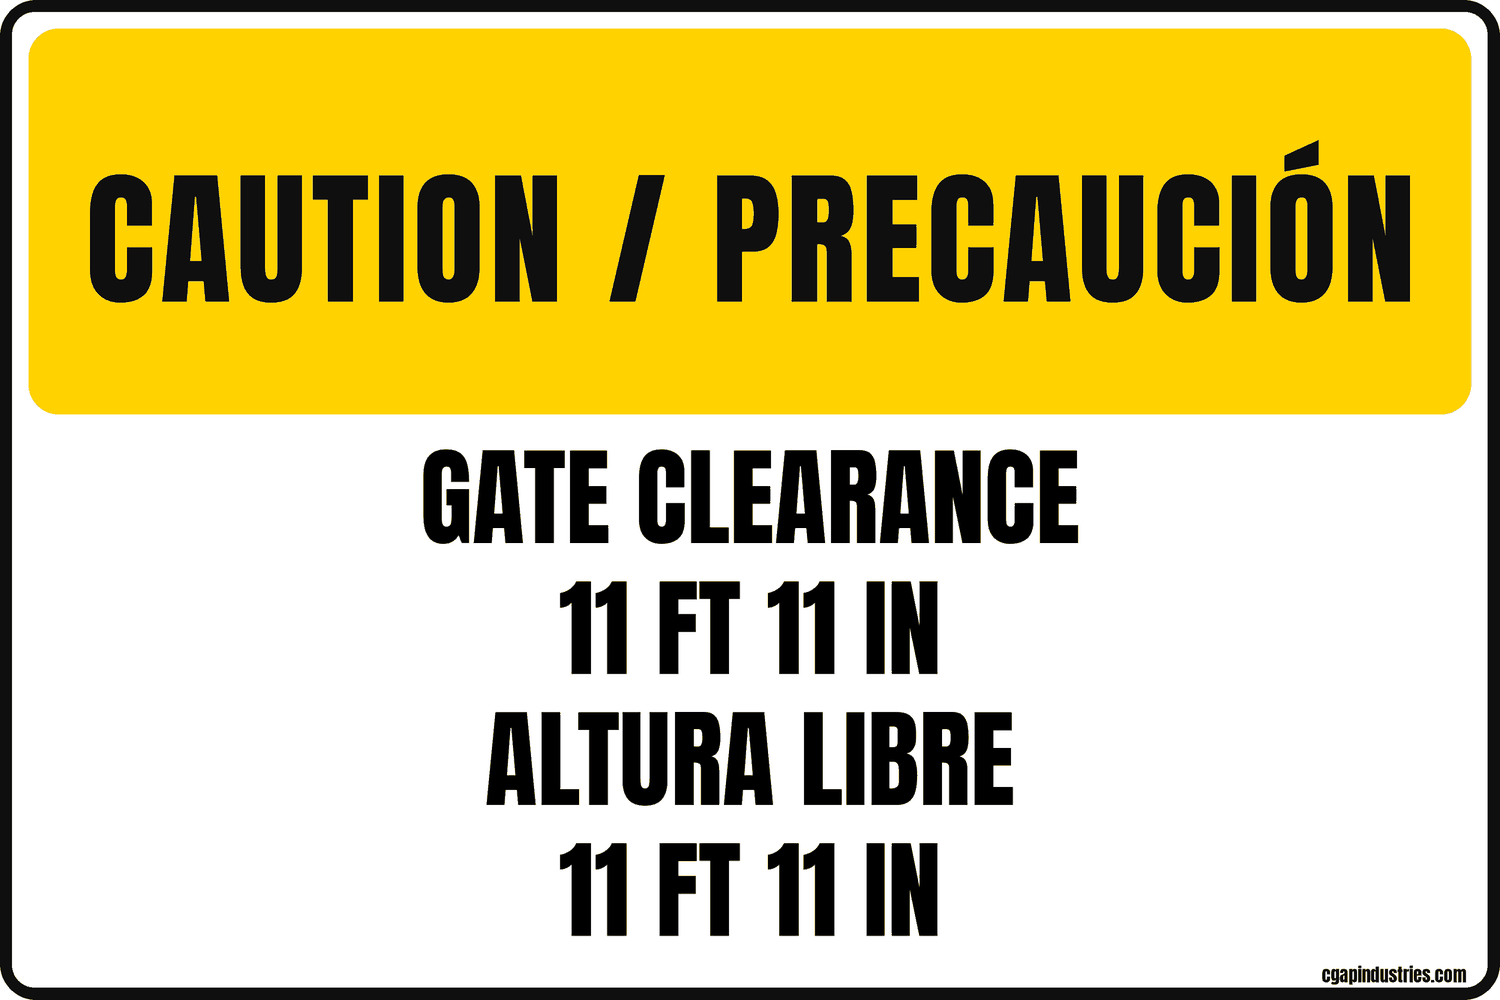 CAUTION / PRECAUCIÓN
GATE CLEARANCE
11 FT 11 IN
ALTURA LIBRE
11 FT 11 IN
cgapindustries.com